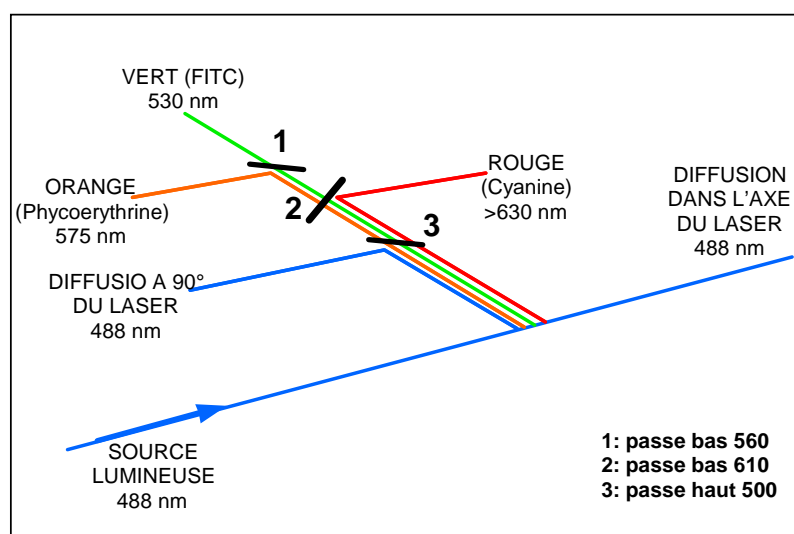 VERT (FITC)
530 nm
1
ORANGE
(Phycoerythrine)
575 nm
2
ROUGE
(Cyanine)
>630 nm
3
DIFFUSION
DANS L'AXE
DU LASER
488 nm
DIFFUSIO A 90°
DU LASER
488 nm
SOURCE
LUMINEUSE
488 nm
1: passe bas 560
2: passe bas 610
3: passe haut 500